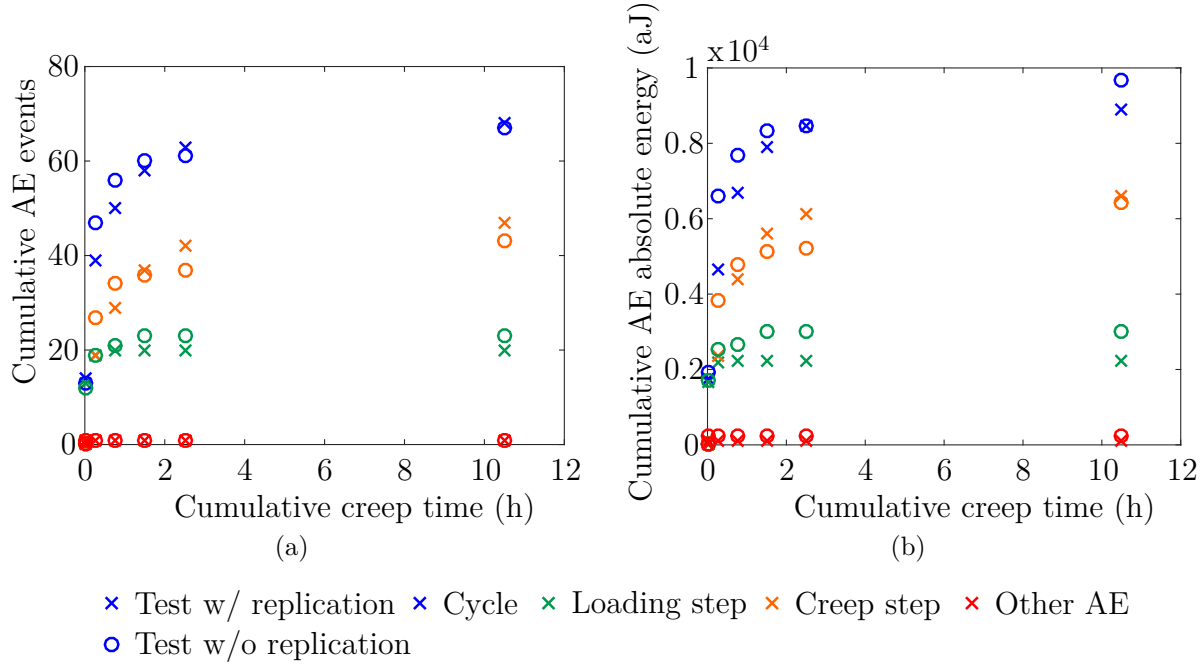 80
60
40
20
0
Cumulative AE events
0 2 4 6 8 10 12
Cumulative creep time (h)
(a)
x10⁴
1
0.8
0.6
0.4
0.2
0
Cumulative AE absolute energy (aJ)
0 2 4 6 8 10 12
Cumulative creep time (h)
(b)
Test w/ replication Cycle Loading step Creep step Other AE
Test w/o replication